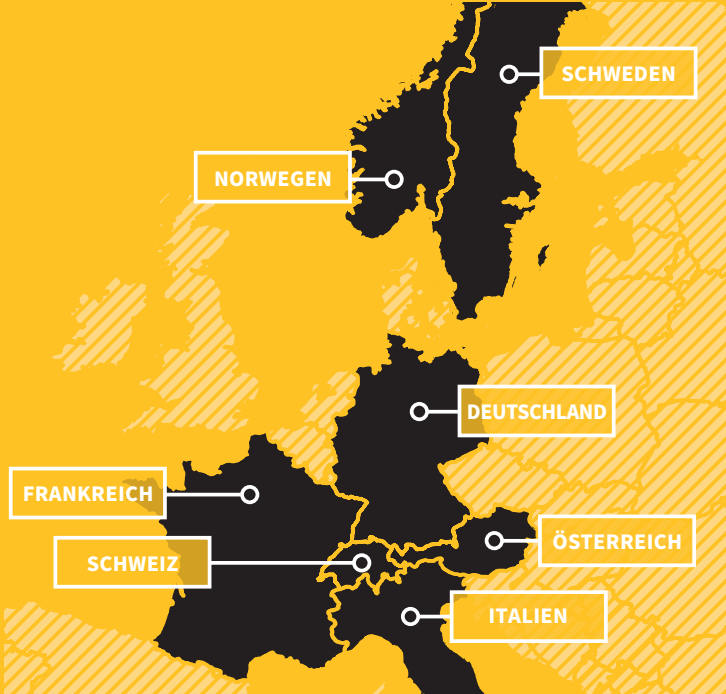 SCHWEDEN
NORWEGEN
DEUTSCHLAND
FRANKREICH
ÖSTERREICH
SCHWEIZ
ITALIEN